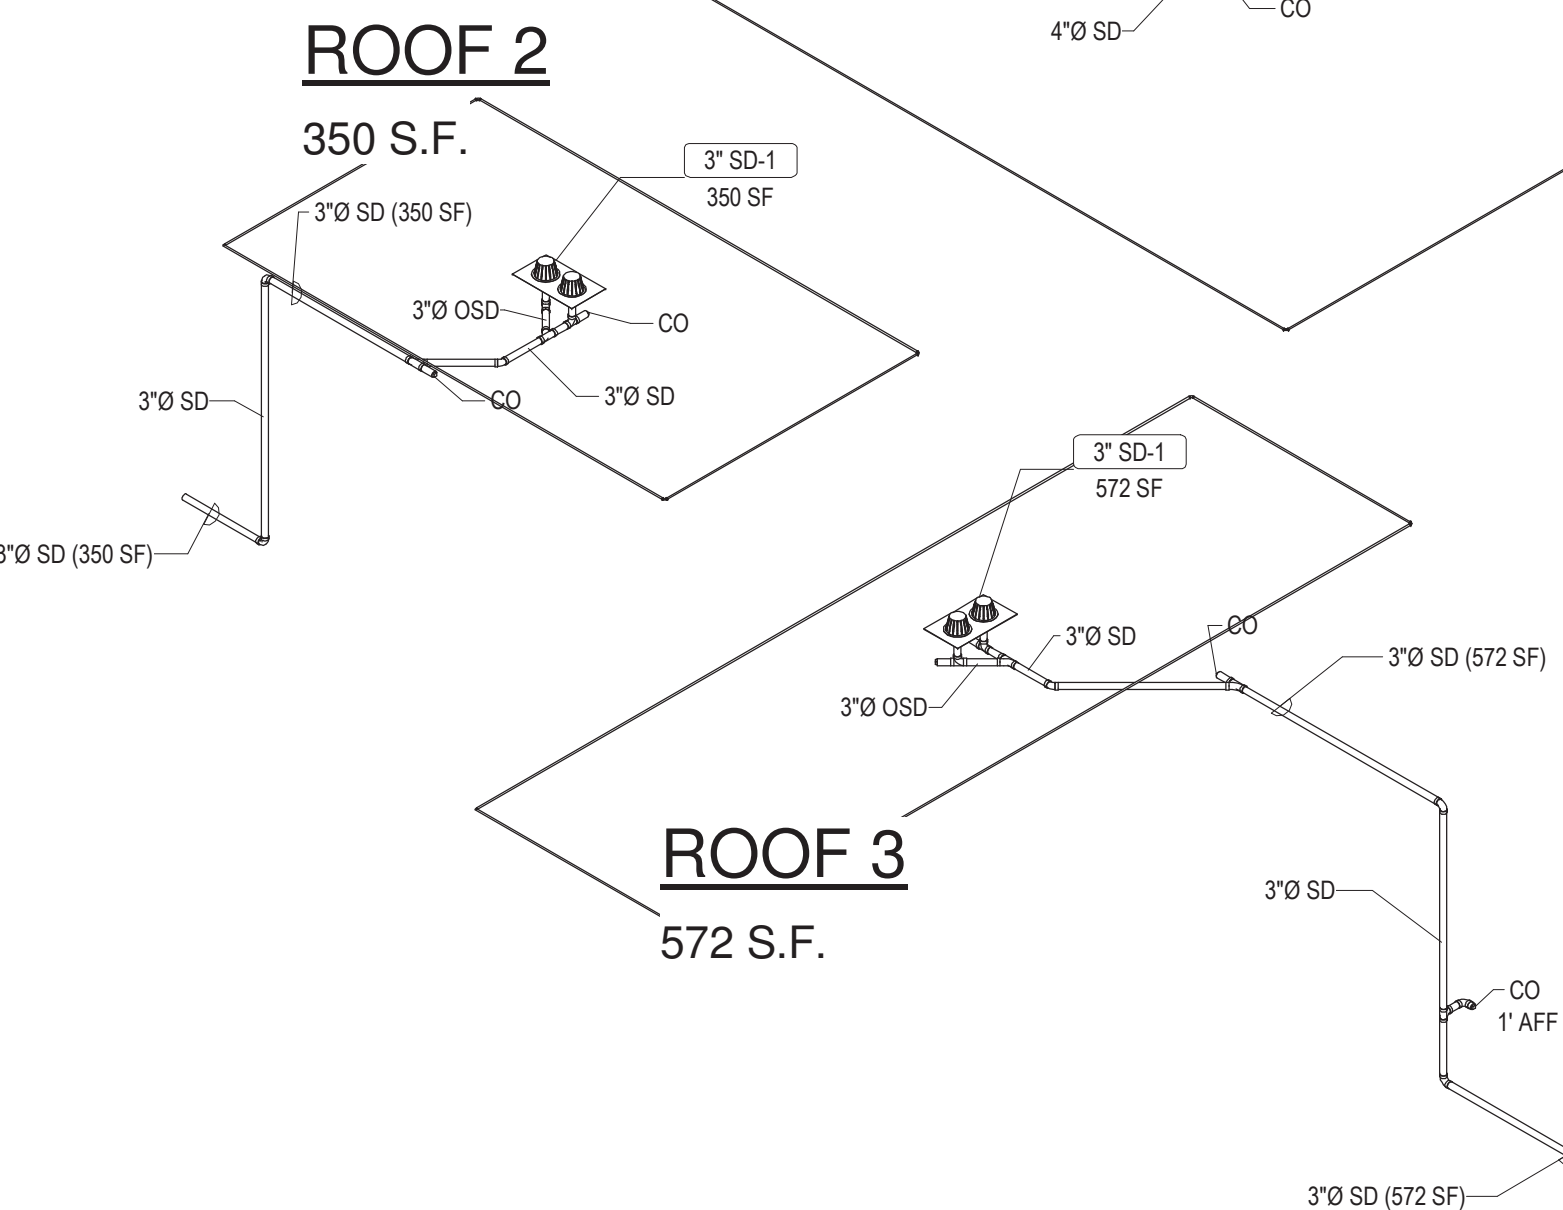 CO
4"Ø SD
ROOF 2
350 S.F.
3" SD-1
350 SF
3"Ø SD (350 SF)
3"Ø OSD
CO
3"Ø SD
CO
3"Ø SD
3"Ø SD (350 SF)
3" SD-1
572 SF
CO
3"Ø SD
3"Ø SD (572 SF)
3"Ø OSD
ROOF 3
572 S.F.
3"Ø SD
CO
1' AFF
3"Ø SD (572 SF)